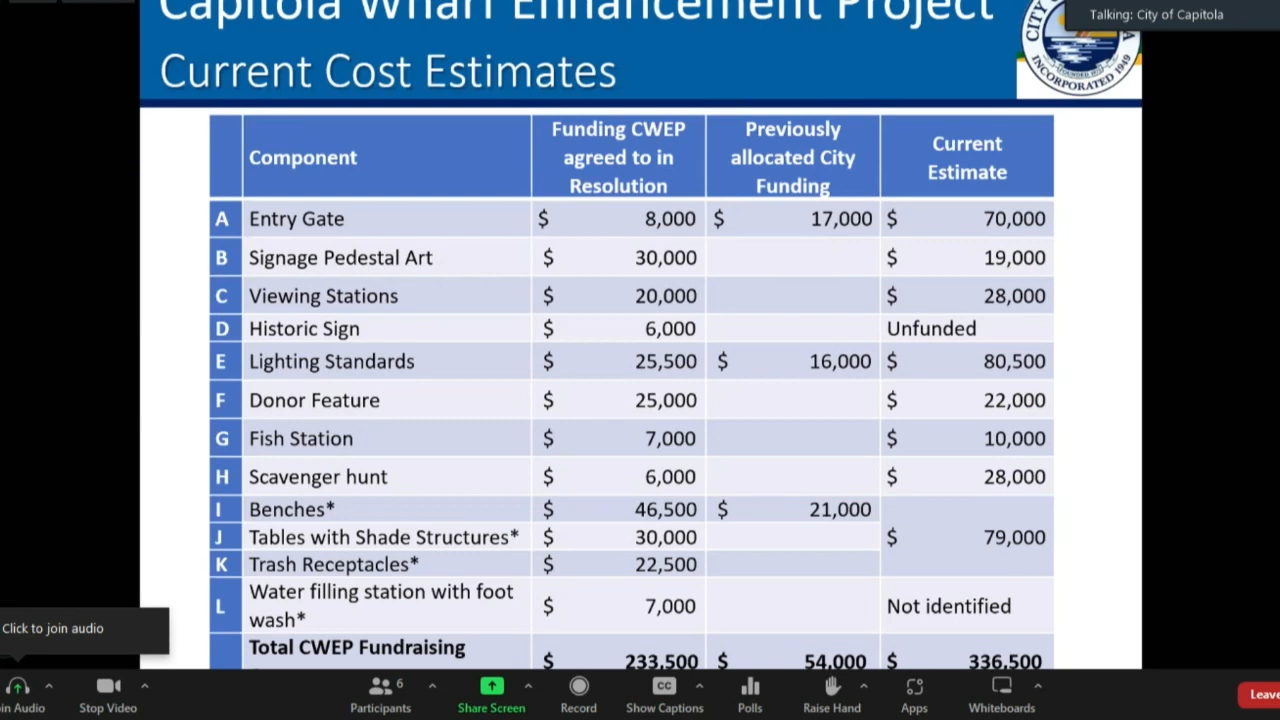 Capitola Wharf Enhancement Project
Talking: City of Capitola
Current Cost Estimates
INCORPORATED 1949
Component
Funding CWEP agreed to in Resolution
Previously allocated City Funding
Current Estimate
A Entry Gate $ 8,000 $ 17,000 $ 70,000
B Signage Pedestal Art $ 30,000 $ 19,000
C Viewing Stations $ 20,000 $ 28,000
D Historic Sign $ 6,000 Unfunded
E Lighting Standards $ 25,500 $ 16,000 $ 80,500
F Donor Feature $ 25,000 $ 22,000
G Fish Station $ 7,000 $ 10,000
H Scavenger hunt $ 6,000 $ 28,000
I Benches* $ 46,500 $ 21,000
J Tables with Shade Structures* $ 30,000 $ 79,000
K Trash Receptacles* $ 22,500
L Water filling station with foot wash* $ 7,000 Not identified
Total CWEP Fundraising $ 233,500 $ 54,000 $ 336,500
Click to join audio
in Audio
Stop Video
6
Participants
Share Screen
Record
CC
Show Captions
Polls
Raise Hand
Apps
Whiteboards
Leave